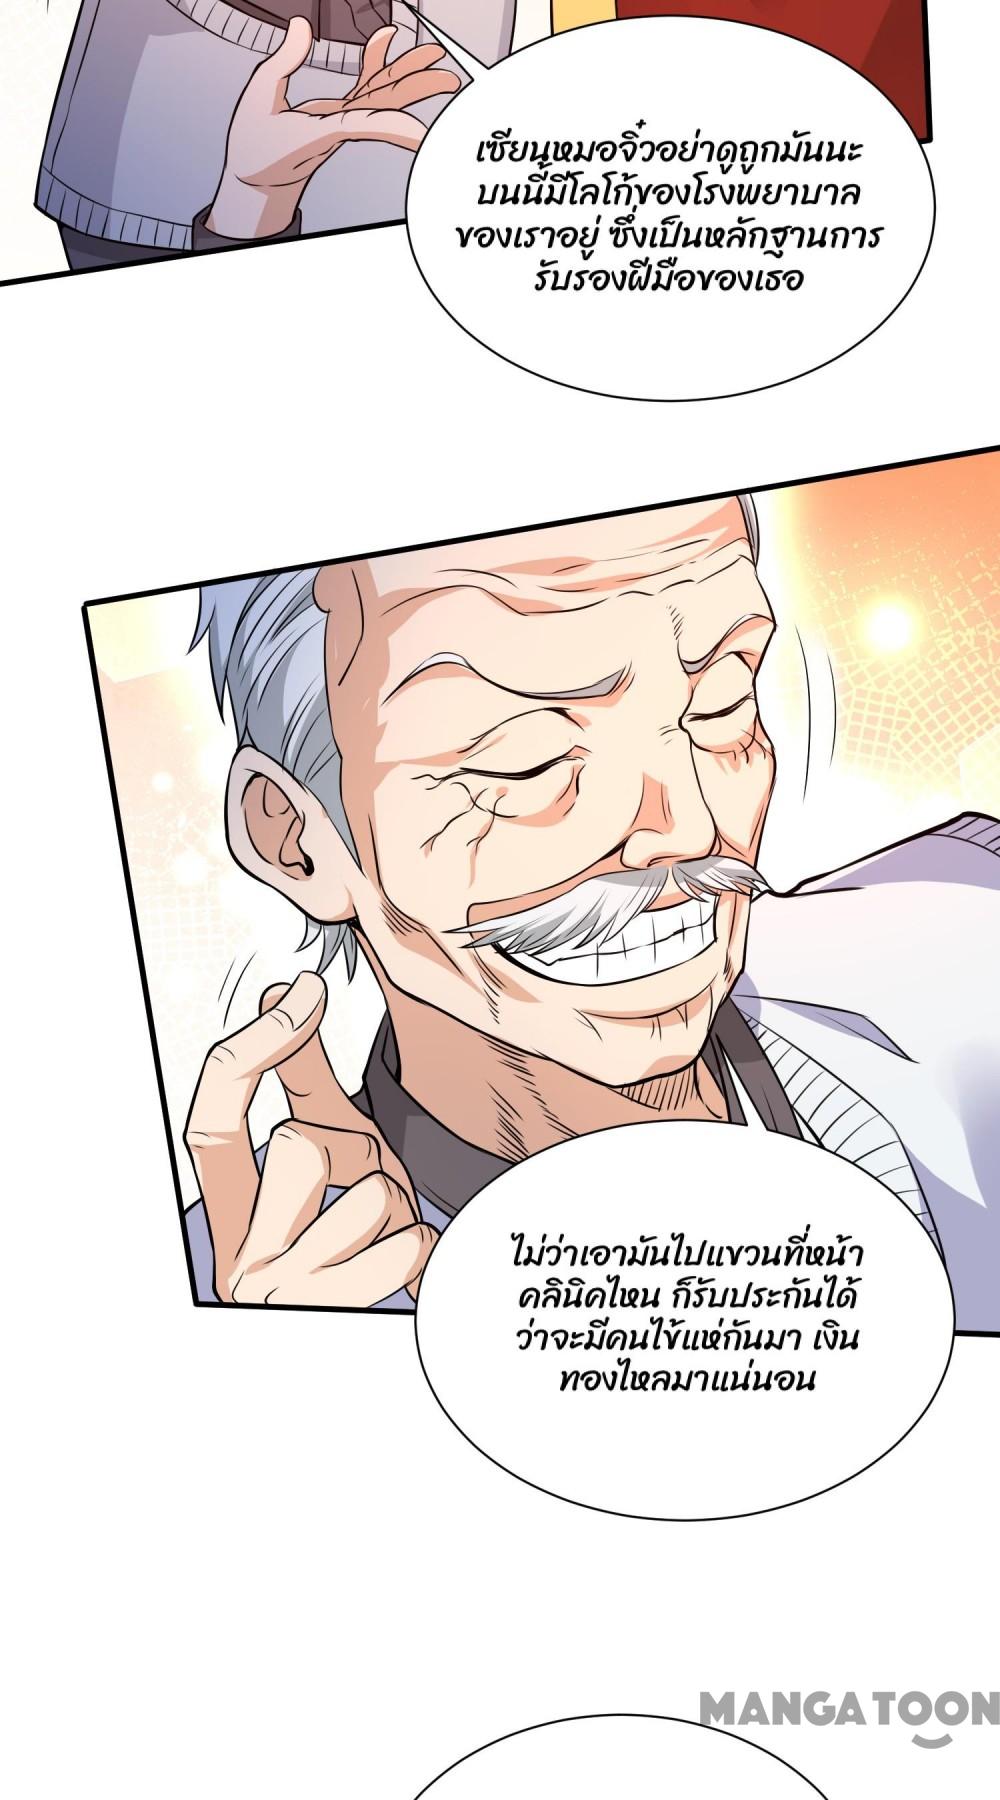 เซียนหมอจิ๋วอย่าดูถูกมันนะ
บนนี้มีโลโก้ของโรงพยาบาล
ของเราอยู่ ซึ่งเป็นหลักฐานการ
รับรองฝีมือของเธอ
ไม่ว่าเอามันไปแขวนที่หน้า
คลินิคไหน ก็รับประกันได้
ว่าจะมีคนไข้แห่กันมา เงิน
ทองไหลมาแน่นอน
MANGATOON